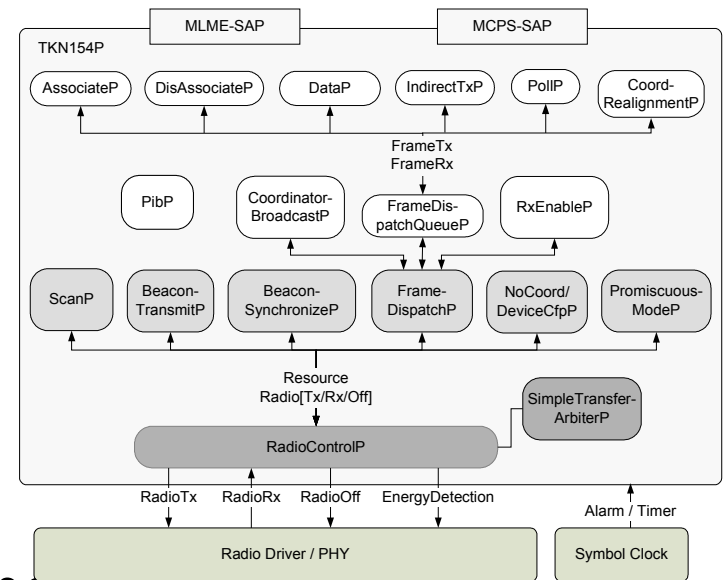 MLME-SAP
MCPS-SAP
TKN154P
AssociateP
DisAssociateP
DataP
IndirectTxP
PollP
Coord-
RealignmentP
FrameTx
FrameRx
PibP
Coordinator-
BroadcastP
FrameDis-
patchQueueP
RxEnableP
ScanP
Beacon-
TransmitP
Beacon-
SynchronizeP
Frame-
DispatchP
NoCoord/
DeviceCfpP
Promiscuous-
ModeP
Resource
Radio[Tx/Rx/Off]
SimpleTransfer-
ArbiterP
RadioControlP
RadioTx
RadioRx
RadioOff
EnergyDetection
Alarm / Timer
Radio Driver / PHY
Symbol Clock